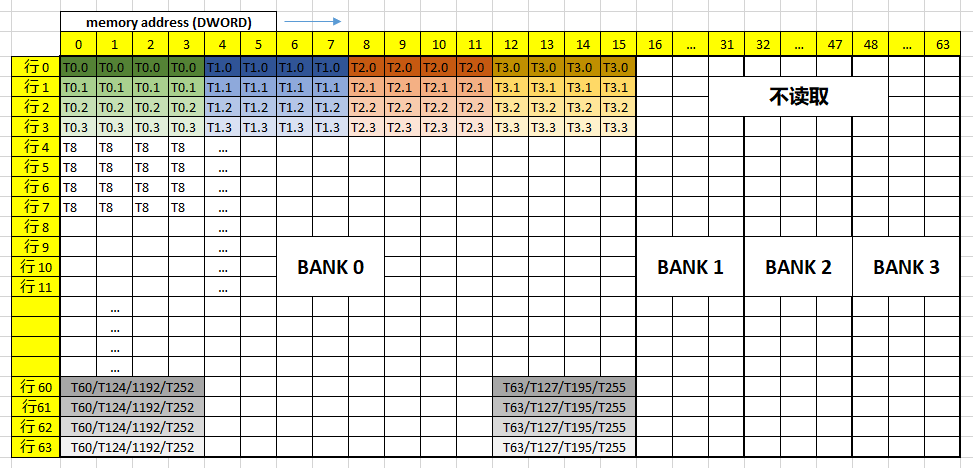 memory address (DWORD)
0 1 2 3 4 5 6 7 8 9 10 11 12 13 14 15 16 ... 31 32 ... 47 48 ... 63
行 0 T0.0 T0.0 T0.0 T0.0 T1.0 T1.0 T1.0 T1.0 T2.0 T2.0 T2.0 T2.0 T3.0 T3.0 T3.0 T3.0
行 1 T0.1 T0.1 T0.1 T0.1 T1.1 T1.1 T1.1 T1.1 T2.1 T2.1 T2.1 T2.1 T3.1 T3.1 T3.1 T3.1
不读取
行 2 T0.2 T0.2 T0.2 T0.2 T1.2 T1.2 T1.2 T1.2 T2.2 T2.2 T2.2 T2.2 T3.2 T3.2 T3.2 T3.2
行 3 T0.3 T0.3 T0.3 T0.3 T1.3 T1.3 T1.3 T1.3 T2.3 T2.3 T2.3 T2.3 T3.3 T3.3 T3.3 T3.3
行 4 T8 T8 T8 T8 ...
行 5 T8 T8 T8 T8 ...
行 6 T8 T8 T8 T8 ...
行 7 T8 T8 T8 T8 ...
行 8 ...
行 9 ...
行 10 ... BANK 0 BANK 1 BANK 2 BANK 3
行 11 ...
...
...
...
...
行 60 T60/T124/1192/T252 T63/T127/T195/T255
行61 T60/T124/1192/T252 T63/T127/T195/T255
行 62 T60/T124/1192/T252 T63/T127/T195/T255
行 63 T60/T124/1192/T252 T63/T127/T195/T255